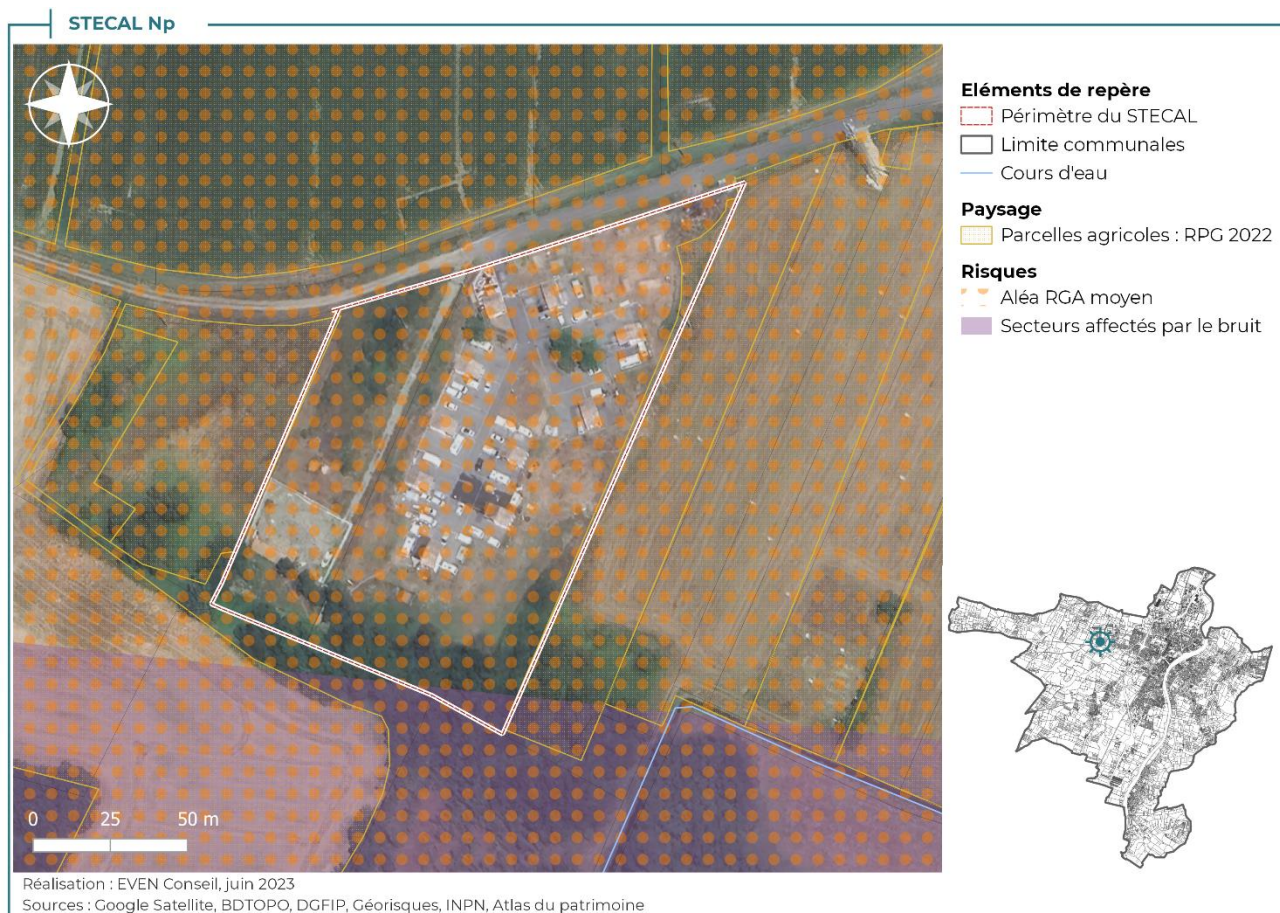 STECAL Np
Eléments de repère
Périmètre du STECAL
Limite communales
Cours d'eau
Paysage
Parcelles agricoles : RPG 2022
Risques
Aléa RGA moyen
Secteurs affectés par le bruit
0 25 50 m
Réalisation : EVEN Conseil, juin 2023
Sources : Google Satellite, BDTOPO, DGFIP, Géorisques, INPN, Atlas du patrimoine